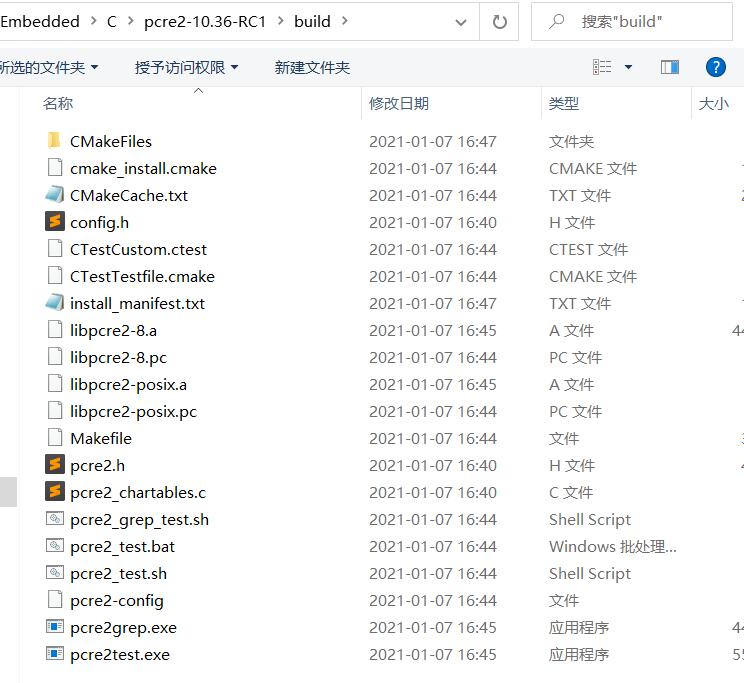 Embedded > C > pcre2-10.36-RC1 > build > 搜索"build"
所选的文件夹 授予访问权限 新建文件夹
名称 修改日期 类型 大小
CMakeFiles 2021-01-07 16:47 文件夹
cmake_install.cmake 2021-01-07 16:44 CMAKE 文件
CMakeCache.txt 2021-01-07 16:44 TXT 文件
config.h 2021-01-07 16:40 H 文件
CTestCustom.ctest 2021-01-07 16:44 CTEST 文件
CTestTestfile.cmake 2021-01-07 16:44 CMAKE 文件
install_manifest.txt 2021-01-07 16:47 TXT 文件
libpcre2-8.a 2021-01-07 16:45 A 文件 44
libpcre2-8.pc 2021-01-07 16:44 PC 文件
libpcre2-posix.a 2021-01-07 16:45 A 文件
libpcre2-posix.pc 2021-01-07 16:44 PC 文件
Makefile 2021-01-07 16:44 文件
pcre2.h 2021-01-07 16:40 H 文件
pcre2_chartables.c 2021-01-07 16:40 C 文件
pcre2_grep_test.sh 2021-01-07 16:44 Shell Script
pcre2_test.bat 2021-01-07 16:44 Windows 批处理...
pcre2_test.sh 2021-01-07 16:44 Shell Script
pcre2-config 2021-01-07 16:44 文件
pcre2grep.exe 2021-01-07 16:45 应用程序 44
pcre2test.exe 2021-01-07 16:45 应用程序 55